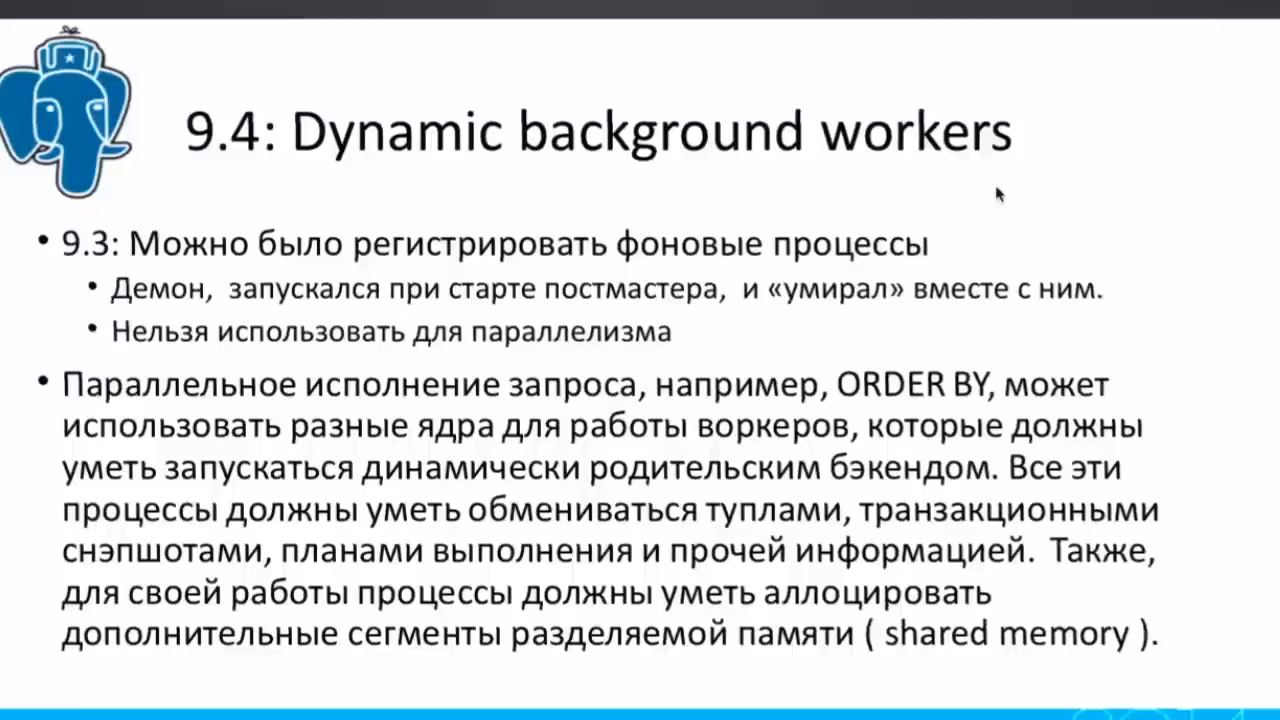 9.4: Dynamic background workers
• 9.3: Можно было регистрировать фоновые процессы
• Демон, запускался при старте постмастера, и «умирал» вместе с ним.
• Нельзя использовать для параллелизма
• Параллельное исполнение запроса, например, ORDER BY, может
использовать разные ядра для работы воркеров, которые должны
уметь запускаться динамически родительским бэкендом. Все эти
процессы должны уметь обмениваться туплами, транзакционными
снэпшотами, планами выполнения и прочей информацией. Также,
для своей работы процессы должны уметь аллоцировать
дополнительные сегменты разделяемой памяти ( shared memory ).